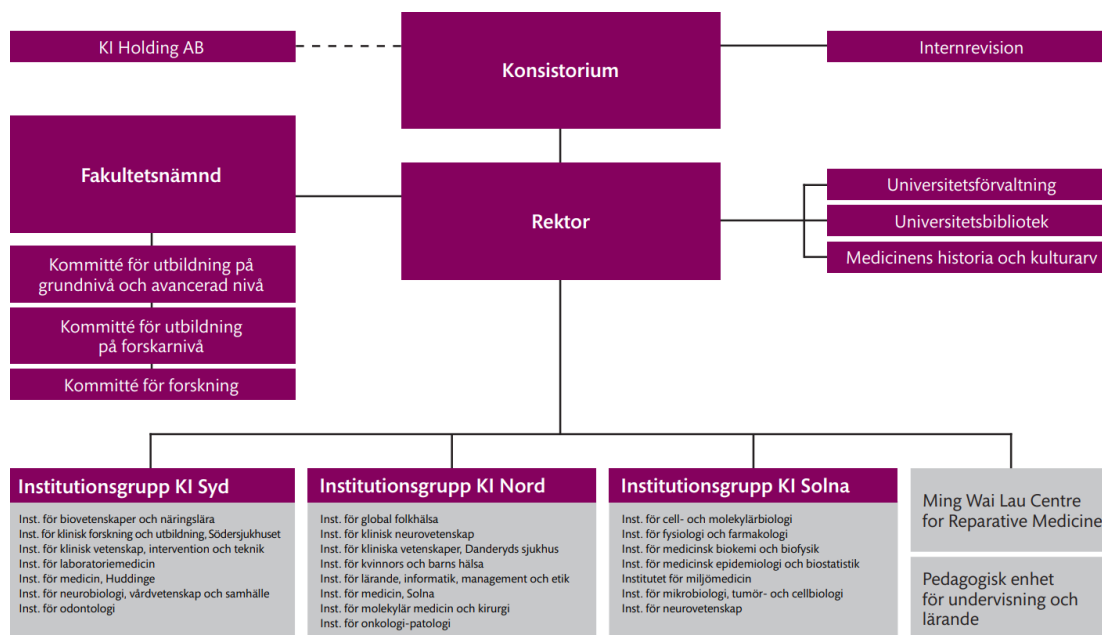 KI Holding AB
Konsistorium
Internrevision
Fakultetsnämnd
Rektor
Universitetsförvaltning
Universitetsbibliotek
Medicinens historia och kulturarv
Kommitté för utbildning på
grundnivå och avancerad nivå
Kommitté för utbildning
på forskarnivå
Kommitté för forskning
Institutionsgrupp KI Syd
Inst. för biovetenskaper och näringslära
Inst. för klinisk forskning och utbildning, Södersjukhuset
Inst. för klinisk vetenskap, intervention och teknik
Inst. för laboratoriemedicin
Inst. för medicin, Huddinge
Inst. för neurobiologi, vårdvetenskap och samhälle
Inst. för odontologi
Institutionsgrupp KI Nord
Inst. för global folkhälsa
Inst. för klinisk neurovetenskap
Inst. för kliniska vetenskaper, Danderyds sjukhus
Inst. för kvinnors och barns hälsa
Inst. för lärande, informatik, management och etik
Inst. för medicin, Solna
Inst. för molekylär medicin och kirurgi
Inst. för onkologi-patologi
Institutionsgrupp KI Solna
Inst. för cell- och molekylärbiologi
Inst. för fysiologi och farmakologi
Inst. för medicinsk biokemi och biofysik
Inst. för medicinsk epidemiologi och biostatistik
Institutet för miljömedicin
Inst. för mikrobiologi, tumör- och cellbiologi
Inst. för neurovetenskap
Ming Wai Lau Centre
for Reparative Medicine
Pedagogisk enhet
för undervisning och
lärande